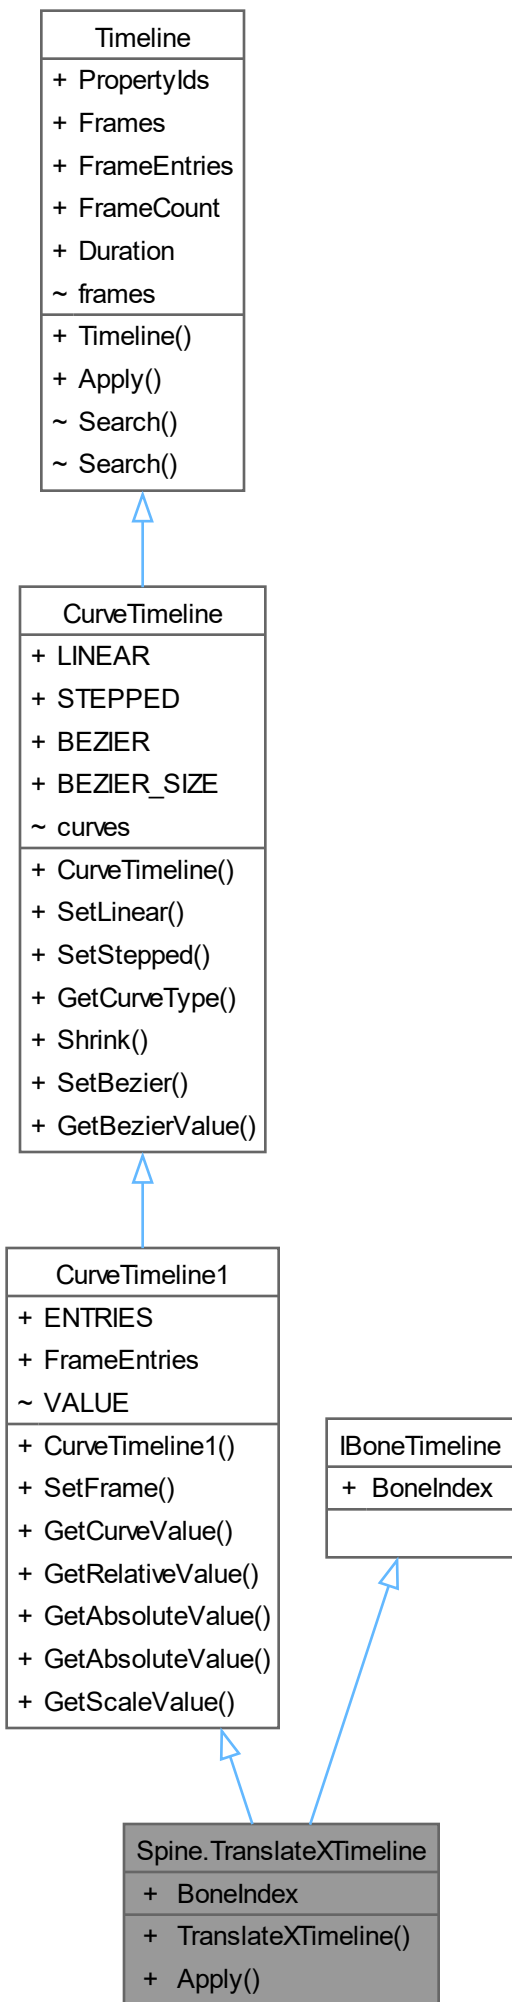 Timeline
+ PropertyIds
+ Frames
+ FrameEntries
+ FrameCount
+ Duration
~ frames
+ Timeline()
+ Apply()
~ Search()
~ Search()
CurveTimeline
+ LINEAR
+ STEPPED
+ BEZIER
+ BEZIER_SIZE
~ curves
+ CurveTimeline()
+ SetLinear()
+ SetStepped()
+ GetCurveType()
+ Shrink()
+ SetBezier()
+ GetBezierValue()
CurveTimeline1
+ ENTRIES
+ FrameEntries
~ VALUE
+ CurveTimeline1()
+ SetFrame()
+ GetCurveValue()
+ GetRelativeValue()
+ GetAbsoluteValue()
+ GetAbsoluteValue()
+ GetScaleValue()
IBoneTimeline
+ BoneIndex
Spine.TranslateXTimeline
+ BoneIndex
+ TranslateXTimeline()
+ Apply()